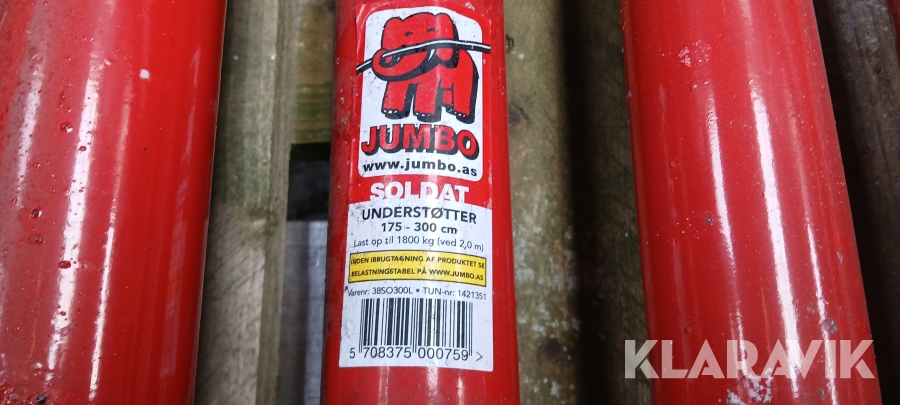 JUMBO
www.jumbo.as
SOLDAT
UNDERSTØTTER
175 - 300 cm
Last op til 1800 kg (ved 2,0 m)
INDEN IBRUGTAGNING AF PRODUKTET SE
BELASTNINGSTABEL PÅ WWW.JUMBO.AS
Varenr: 38SO300L • TUN-nr: 1421351
5 708375 000759 >
KLARAVIK